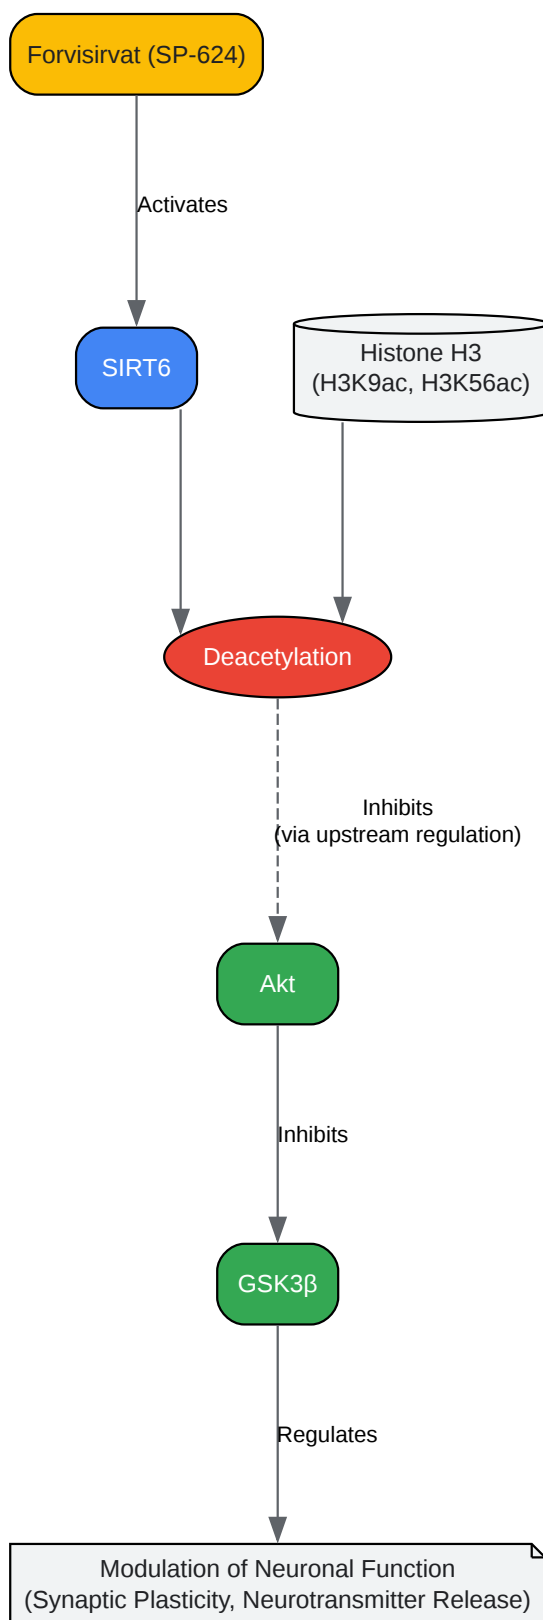 Forvisirvat (SP-624)
Activates
SIRT6
Histone H3
(H3K9ac, H3K56ac)
Deacetylation
Inhibits
(via upstream regulation)
Akt
Inhibits
GSK3β
Regulates
Modulation of Neuronal Function
(Synaptic Plasticity, Neurotransmitter Release)